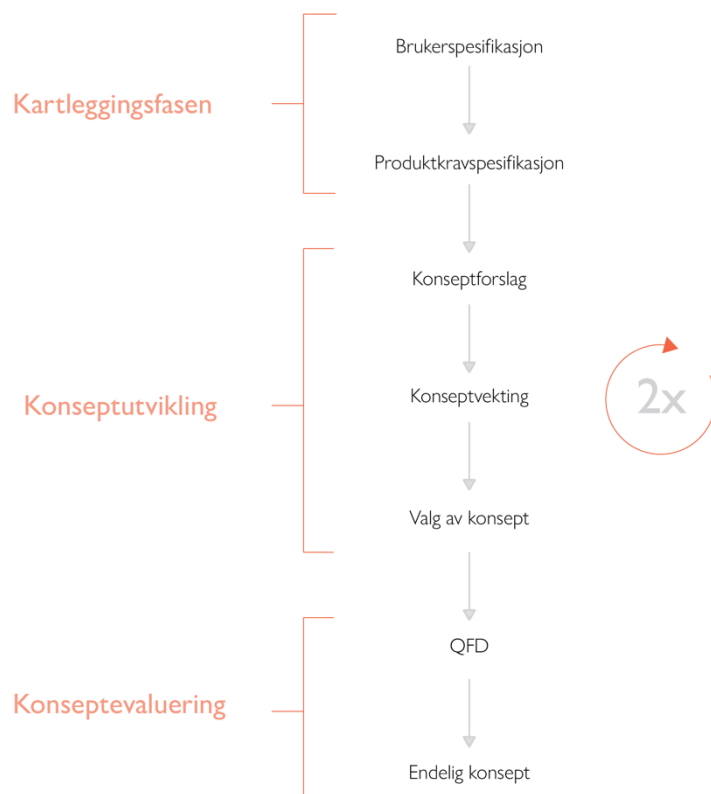 Brukerspesifikasjon
Kartleggingsfasen
Produktkravspesifikasjon
Konseptforslag
Konseptutvikling
Konseptvekting
2x
Valg av konsept
QFD
Konseptevaluering
Endelig konsept